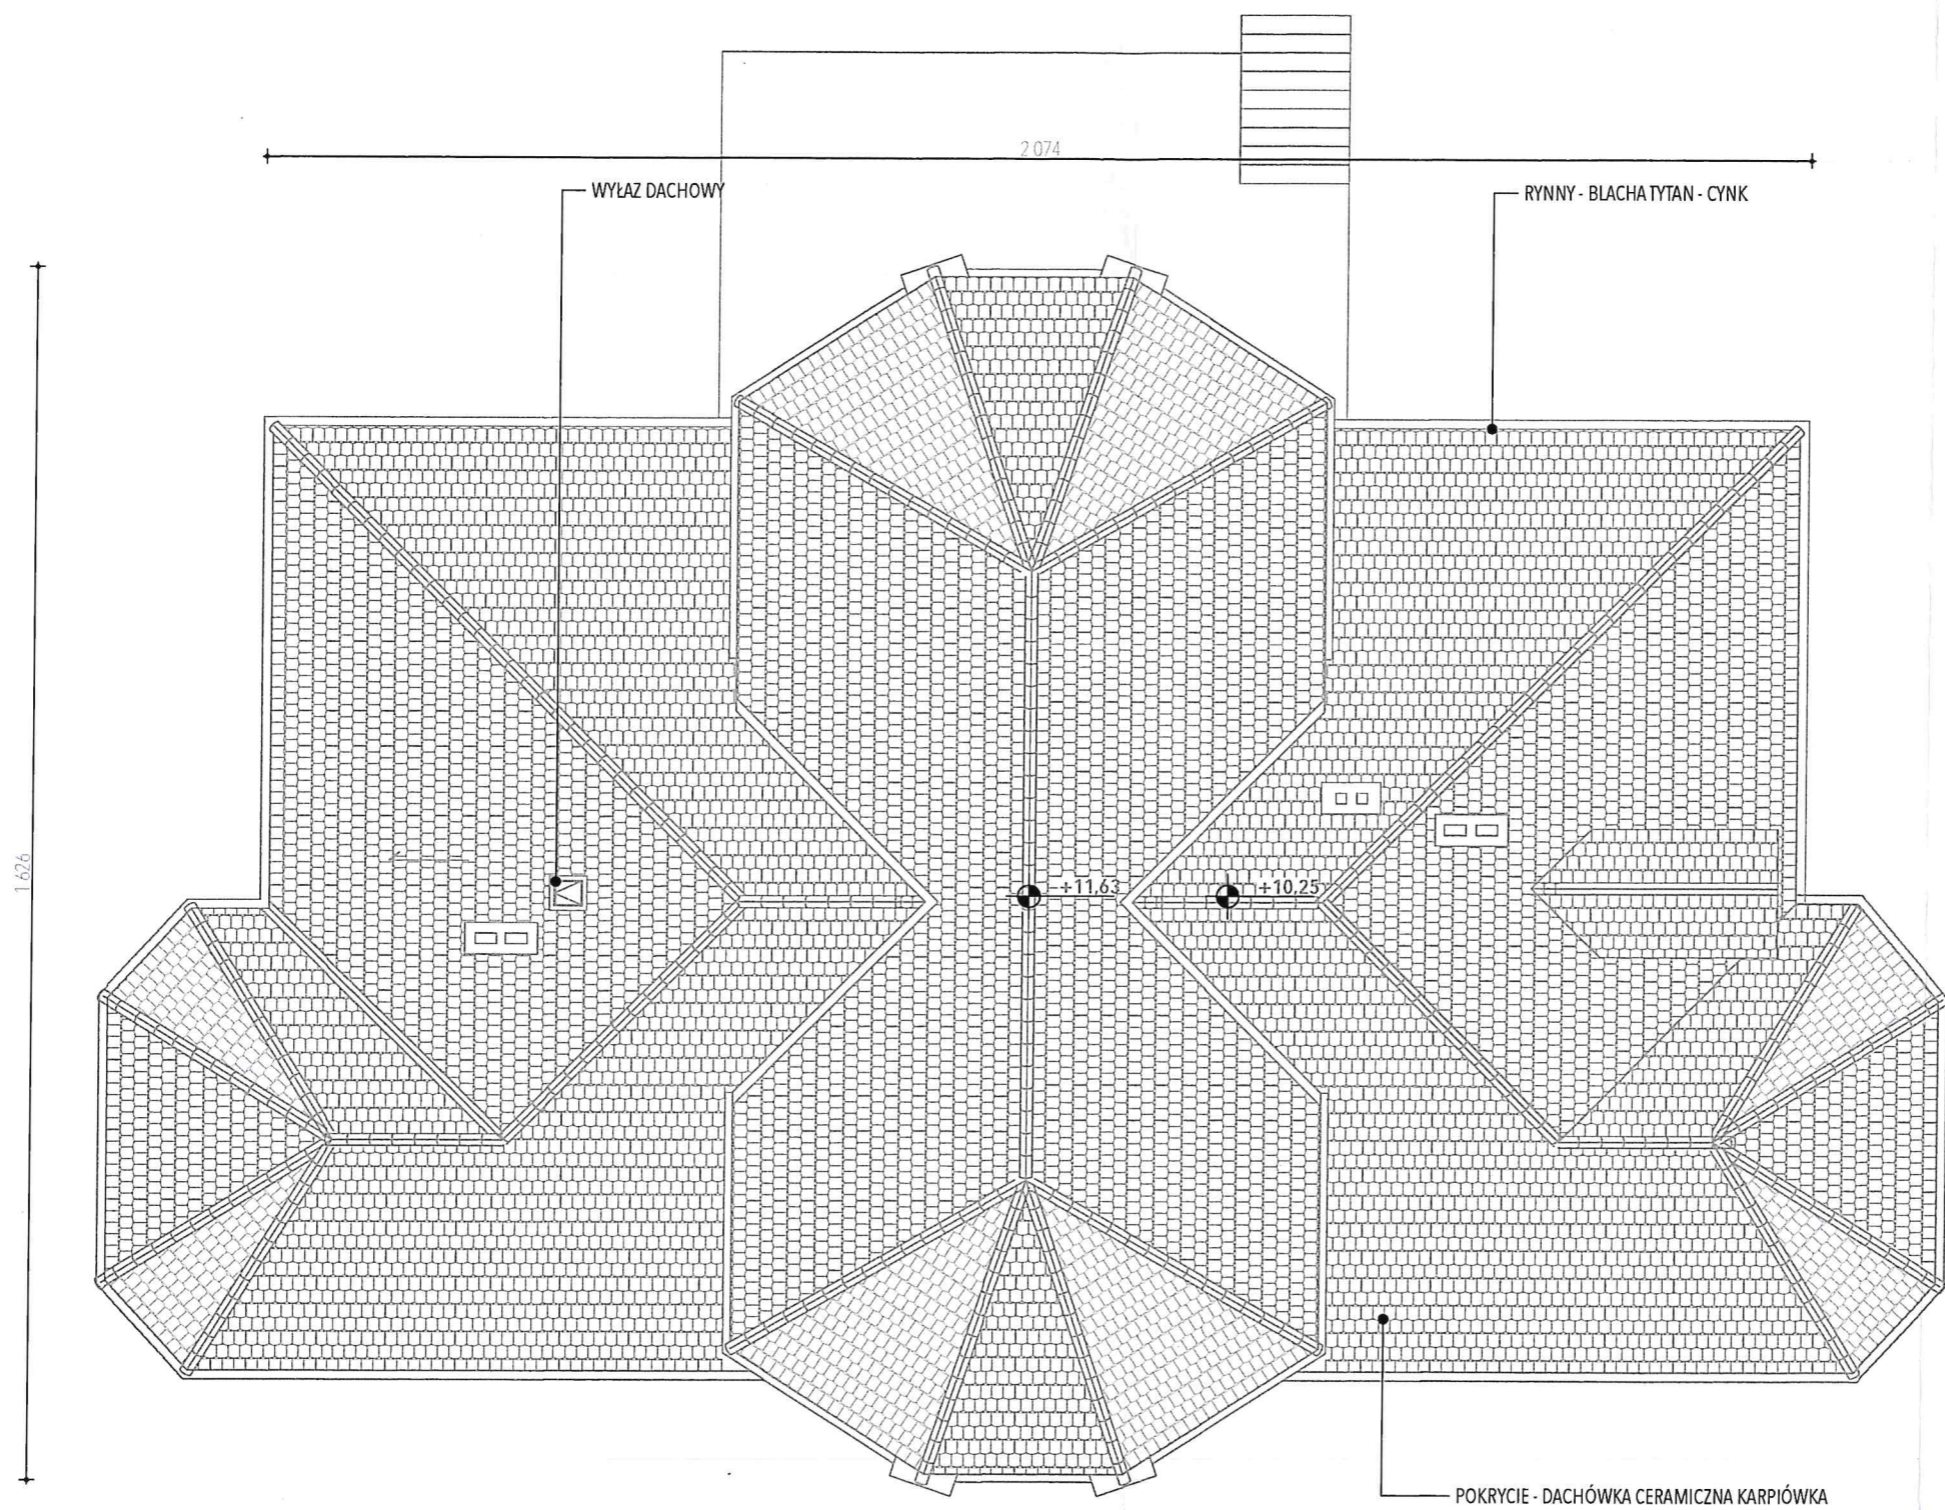 2 074
WYŁAZ DACHOWY
RYNNY - BLACHA TYTAN - CYNK
1 626
+11,63
+10,25
POKRYCIE - DACHÓWKA CERAMICZNA KARPIÓWKA